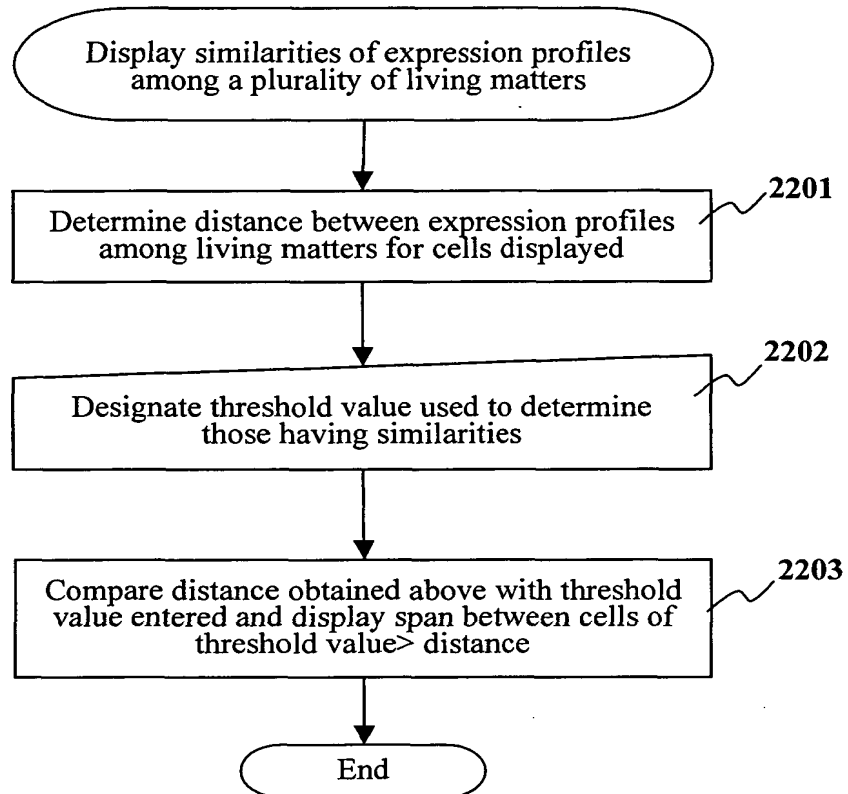 Display similarities of expression profiles
among a plurality of living matters
2201
Determine distance between expression profiles
among living matters for cells displayed
2202
Designate threshold value used to determine
those having similarities
2203
Compare distance obtained above with threshold
value entered and display span between cells of
threshold value> distance
End